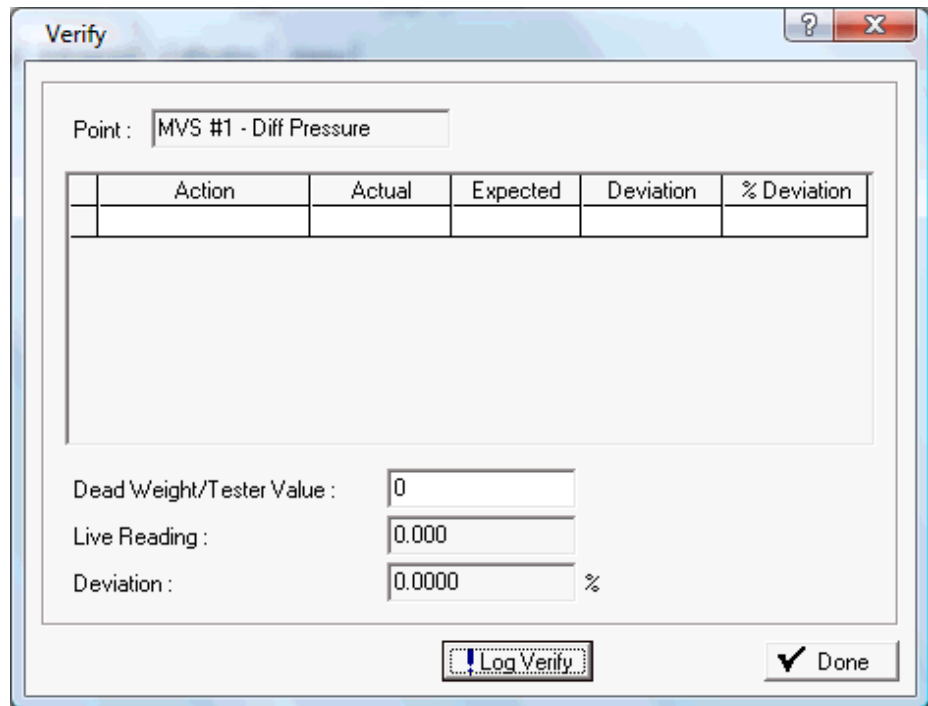 Verify
Point : MVS #1 - Diff Pressure
Action Actual Expected Deviation % Deviation
Dead Weight/Tester Value : 0
Live Reading : 0.000
Deviation : 0.0000 %
! Log Verify Done